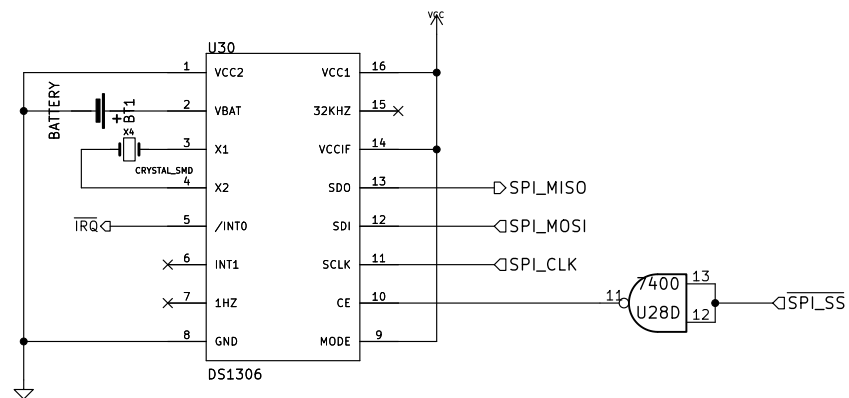 VCC
U30
1 VCC2 VCC1 16
BATTERY
BT1
+
2 VBAT 32KHZ 15
X4
3 X1 VCCIF 14
CRYSTAL_SMD
4 X2 SDO 13 SPI_MISO
IRQ 5 /INT0 SDI 12 SPI_MOSI
6 INT1 SCLK 11 SPI_CLK
7 1HZ CE 10 11 7400 U28D 13 12 SPI_SS
8 GND MODE 9
DS1306